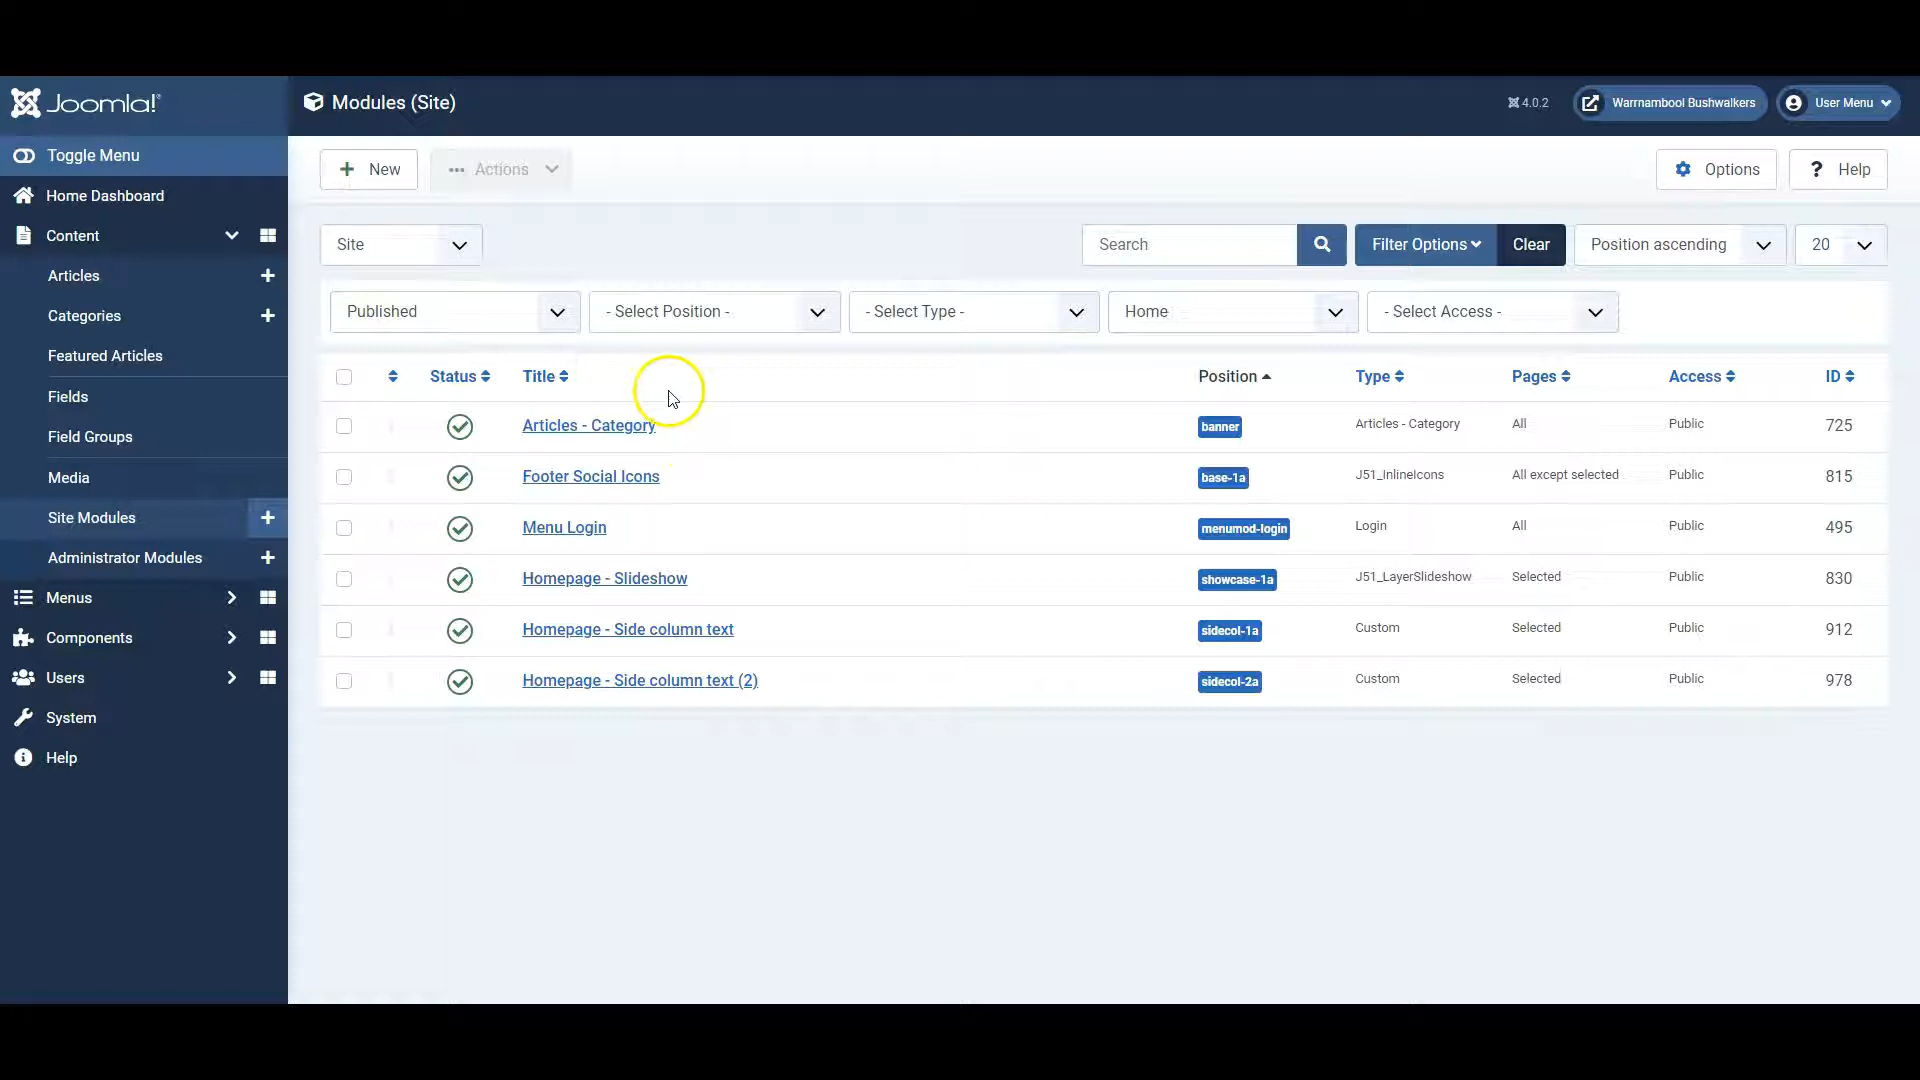 Joomla!
Modules (Site)
4.0.2
Warrnambool Bushwalkers
User Menu
Toggle Menu
New
Actions
Options
Help
Home Dashboard
Content
Articles
Categories
Featured Articles
Fields
Field Groups
Media
Site Modules
Administrator Modules
Menus
Components
Users
System
Help
Site
Search
Filter Options
Clear
Position ascending
20
Published
- Select Position -
- Select Type -
Home
- Select Access -
Status Title Position Type Pages Access ID
Articles - Category banner Articles - Category All Public 725
Footer Social Icons base-1a J51_InlineIcons All except selected Public 815
Menu Login menumod-login Login All Public 495
Homepage - Slideshow showcase-1a J51_LayerSlideshow Selected Public 830
Homepage - Side column text sidecol-1a Custom Selected Public 912
Homepage - Side column text (2) sidecol-2a Custom Selected Public 978